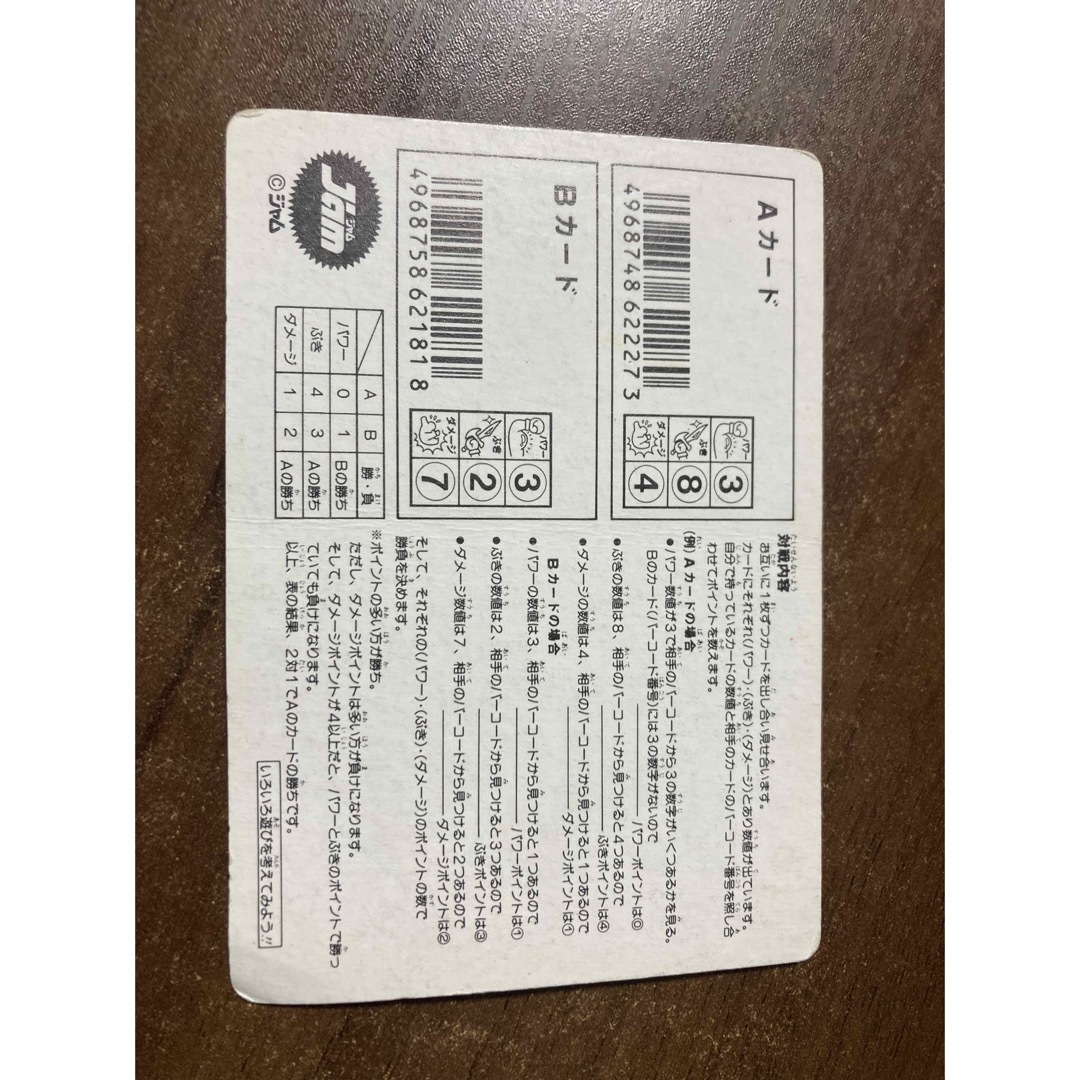 Aカード
4968748622273
パワー 3
ぶき 8
ダメージ 4
Bカード
4968758621818
パワー 3
ぶき 2
ダメージ 7
Jam
ジャム
©ジャム
A B 勝・負
パワー 0 1 Bの勝ち
ぶき 4 3 Aの勝ち
ダメージ 1 2 Aの勝ち
対戦内容
お互いに1枚ずつカードを出し合い見せ合います。
カードにそれぞれ(パワー)・(ぶき)・(ダメージ)とあり数値が出ています。
自分で持っているカードの数値と相手のカードのバーコード番号を照し合
わせてポイントを数えます。
(例) Aカードの場合
•パワー数値が3で相手のバーコードから3の数字がいくつあるかを見る。
Bのカード(バーコード番号)には3の数字がないので
パワーポイントは⓪
•ぶきの数値は8、相手のバーコードから見つけると4つあるので
ぶきポイントは④
•ダメージの数値は4、相手のバーコードから見つけると1つあるので
ダメージポイントは①
Bカードの場合
•パワーの数値は3、相手のバーコードから見つけると1つあるので
パワーポイントは①
•ぶきの数値は2、相手のバーコードから見つけると3つあるので
ぶきポイントは③
•ダメージ数値は7、相手のバーコードから見つけると2つあるので
ダメージポイントは②
そして、それぞれの(パワー)・(ぶき)・(ダメージ)のポイントの数で
勝負を決めます。
※ポイントの多い方が勝ち。
ただし、ダメージポイントは多い方が負けになります。
そして、ダメージポイントが4以上だと、パワーとぶきのポイントで勝っ
ていても負けになります。
以上、表の結果、2対1でAのカードの勝ちです。
いろいろ遊びを考えてみよう!!